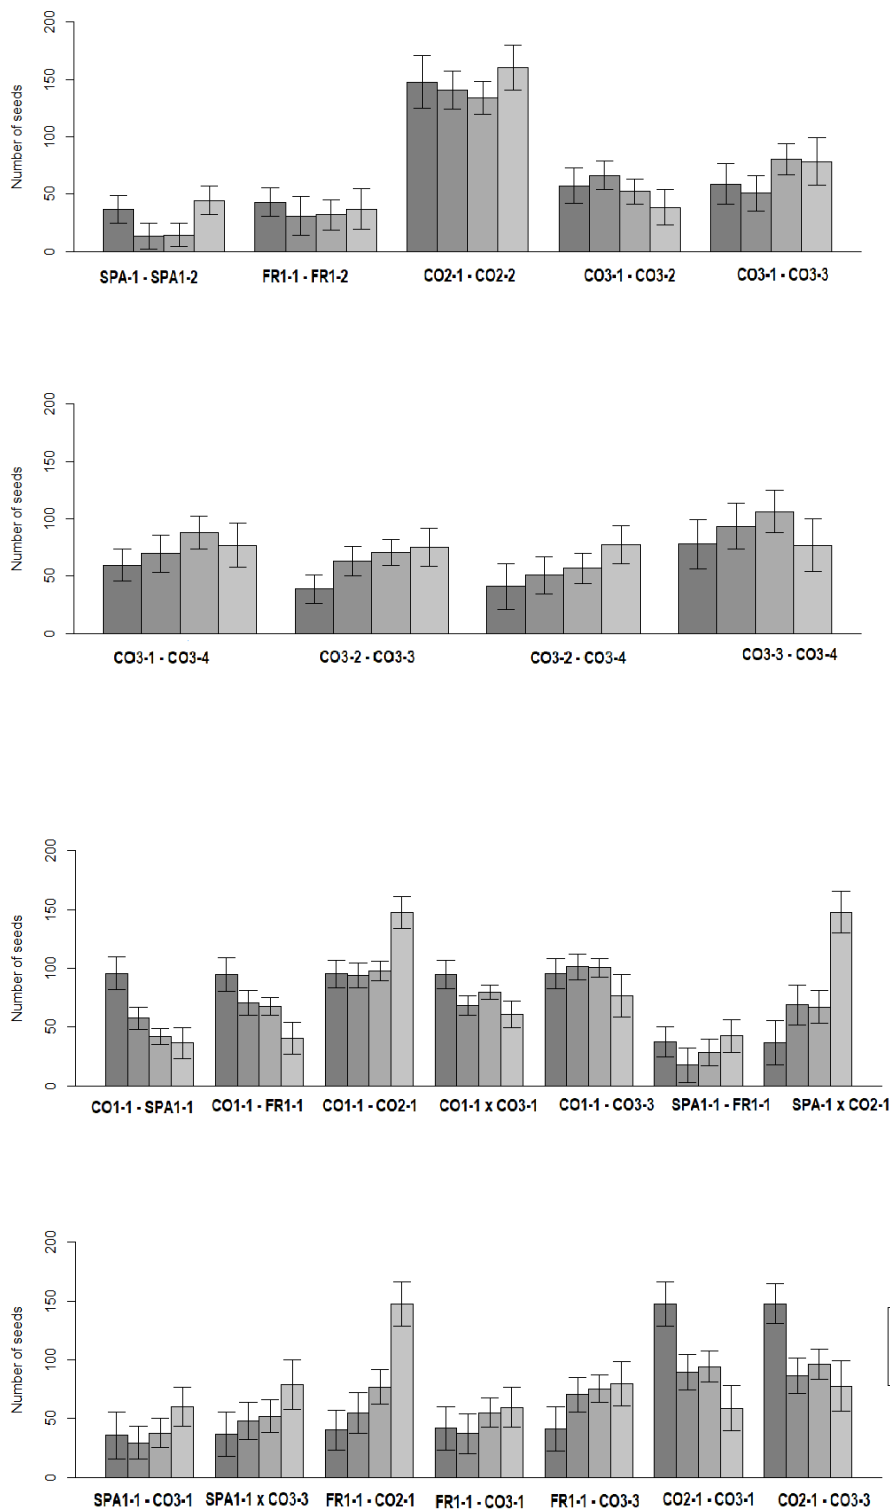 Number of seeds
200
150
100
50
0
SPA-1 - SPA1-2 FR1-1 - FR1-2 CO2-1 - CO2-2 CO3-1 - CO3-2 CO3-1 - CO3-3
Number of seeds
200
150
100
50
0
CO3-1 - CO3-4 CO3-2 - CO3-3 CO3-2 - CO3-4 CO3-3 - CO3-4
Number of seeds
200
150
100
50
0
CO1-1 - SPA1-1 CO1-1 - FR1-1 CO1-1 - CO2-1 CO1-1 x CO3-1 CO1-1 - CO3-3 SPA1-1 - FR1-1 SPA-1 x CO2-1
Number of seeds
200
150
100
50
0
SPA1-1 - CO3-1 SPA1-1 x CO3-3 FR1-1 - CO2-1 FR1-1 - CO3-1 FR1-1 - CO3-3 CO2-1 - CO3-1 CO2-1 - CO3-3